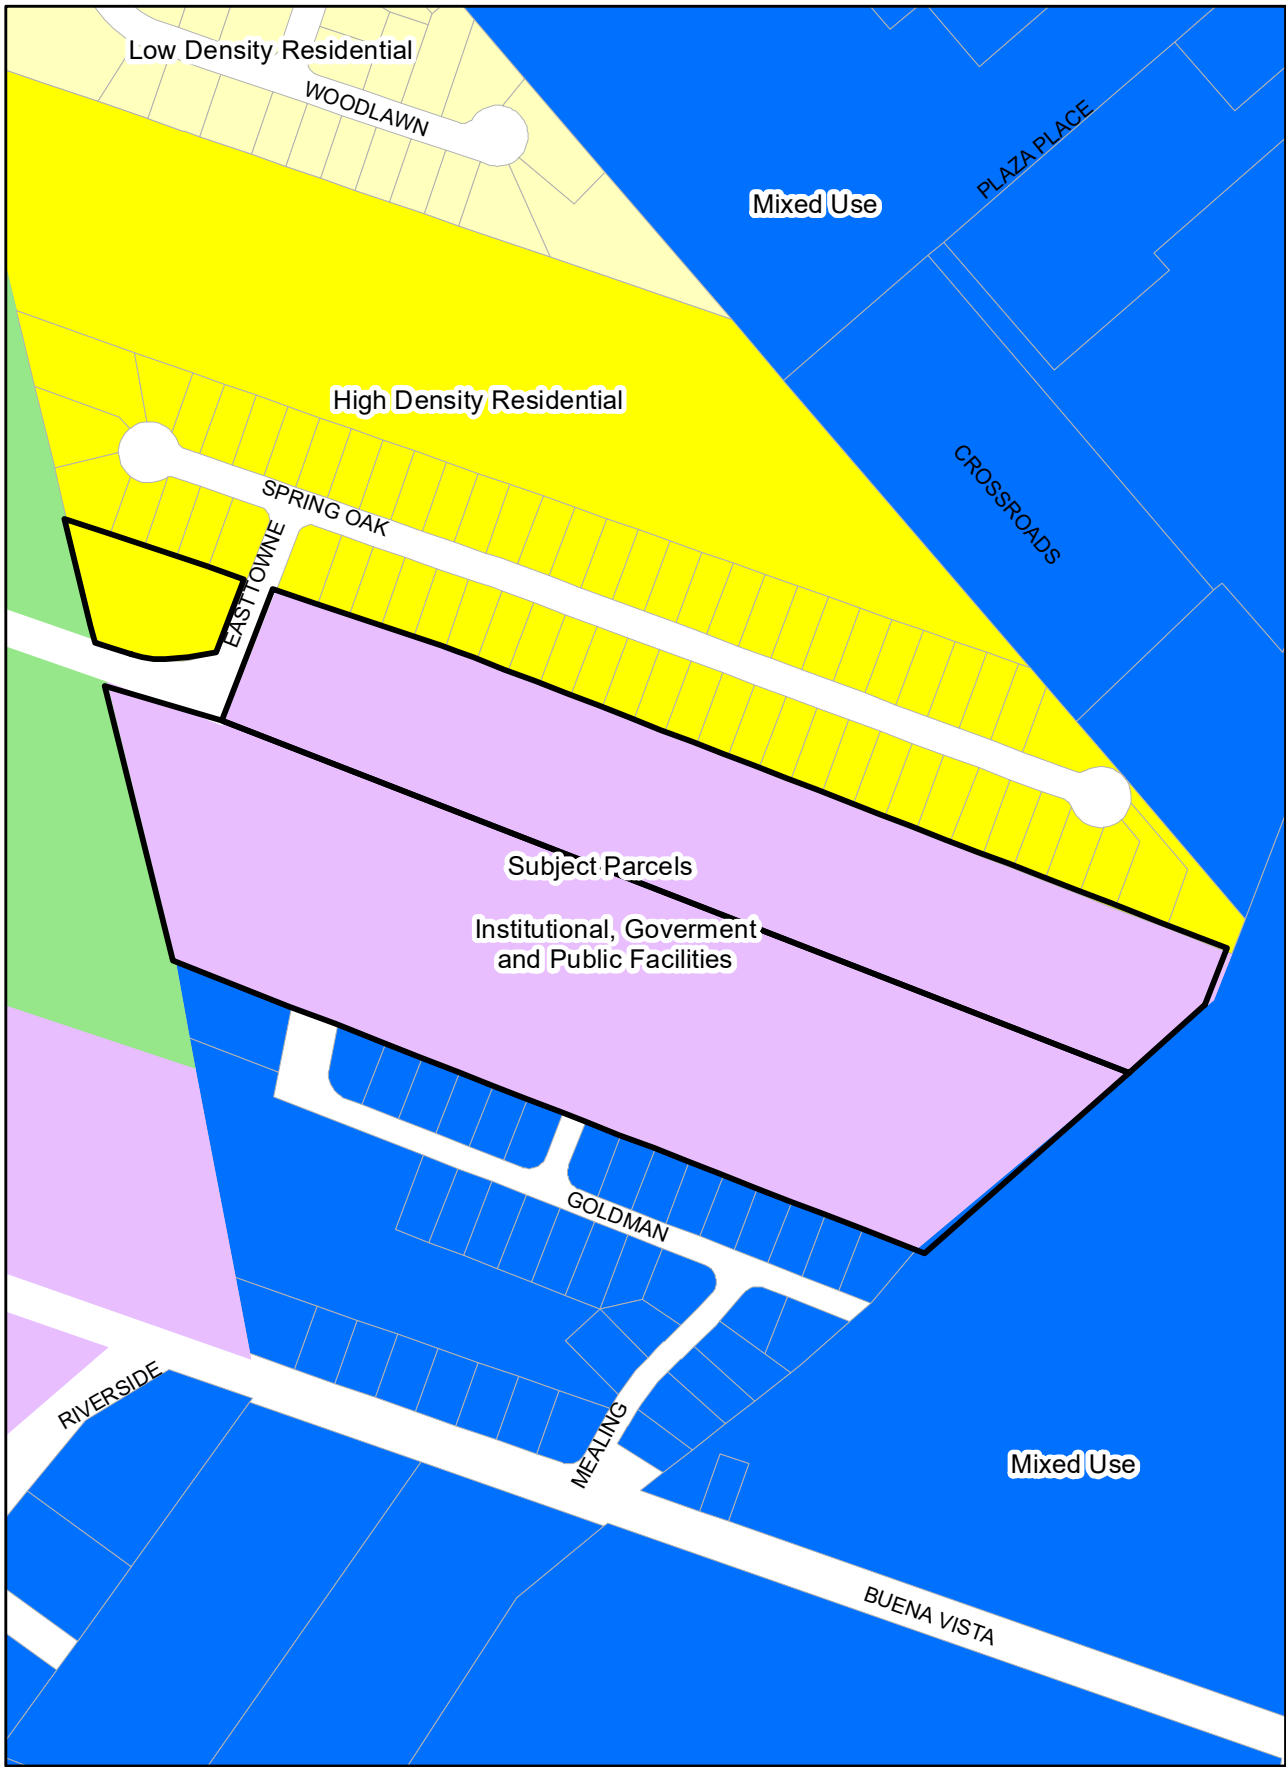 Low Density Residential
WOODLAWN
PLAZA PLACE
Mixed Use
High Density Residential
CROSSROADS
SPRING OAK
EASTTOWNE
Subject Parcels
Institutional, Goverment
and Public Facilities
GOLDMAN
RIVERSIDE
MEALING
Mixed Use
BUENA VISTA